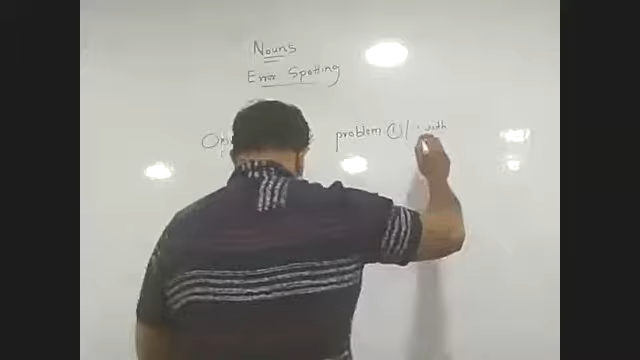 Nouns
Error Spotting
problem ① / with